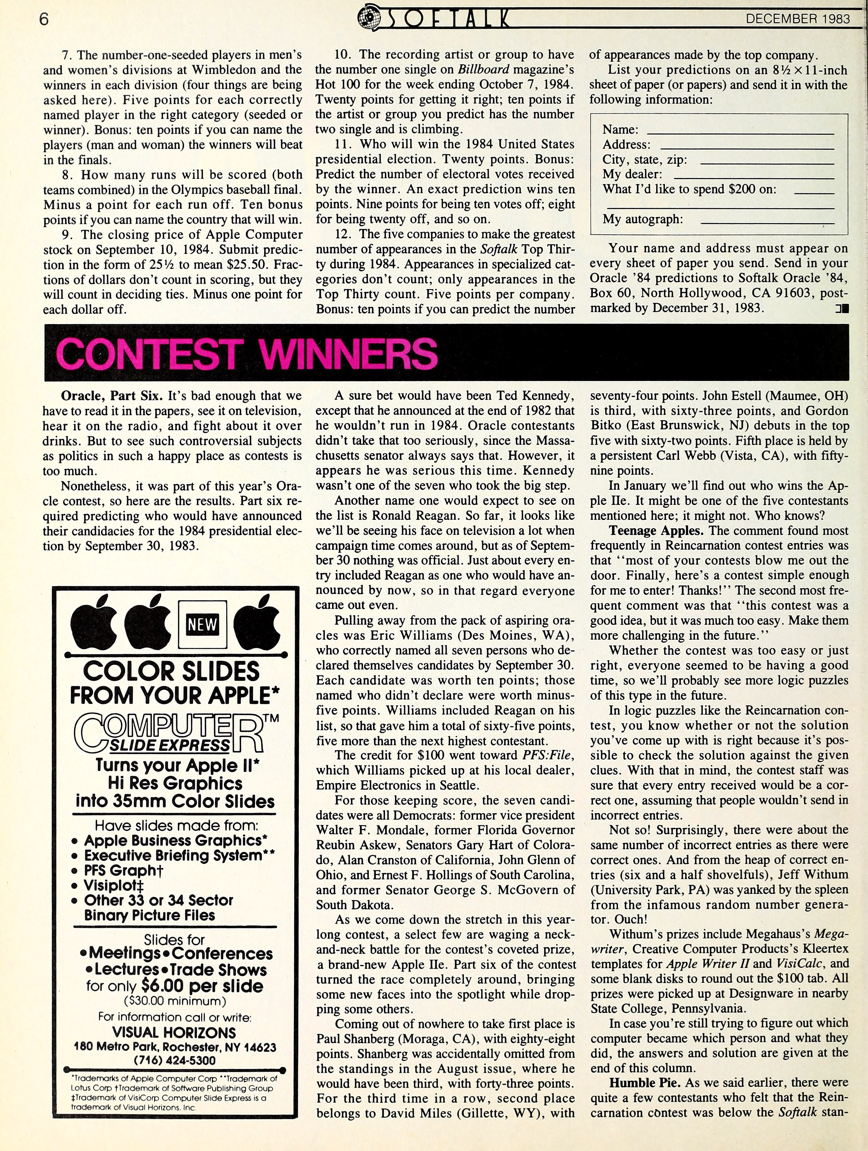 6
SOFTALK
DECEMBER 1983
7. The number-one-seeded players in men's
and women's divisions at Wimbledon and the
winners in each division (four things are being
asked here). Five points for each correctly
named player in the right category (seeded or
winner). Bonus: ten points if you can name the
players (man and woman) the winners will beat
in the finals.
8. How many runs will be scored (both
teams combined) in the Olympics baseball final.
Minus a point for each run off. Ten bonus
points if you can name the country that will win.
9. The closing price of Apple Computer
stock on September 10, 1984. Submit predic-
tion in the form of 25½ to mean $25.50. Frac-
tions of dollars don't count in scoring, but they
will count in deciding ties. Minus one point for
each dollar off.
10. The recording artist or group to have
the number one single on Billboard magazine's
Hot 100 for the week ending October 7, 1984.
Twenty points for getting it right; ten points if
the artist or group you predict has the number
two single and is climbing.
11. Who will win the 1984 United States
presidential election. Twenty points. Bonus:
Predict the number of electoral votes received
by the winner. An exact prediction wins ten
points. Nine points for being ten votes off; eight
for being twenty off, and so on.
12. The five companies to make the greatest
number of appearances in the Softalk Top Thir-
ty during 1984. Appearances in specialized cat-
egories don't count; only appearances in the
Top Thirty count. Five points per company.
Bonus: ten points if you can predict the number
of appearances made by the top company.
List your predictions on an 8½ × 11-inch
sheet of paper (or papers) and send it in with the
following information:
Name:
Address:
City, state, zip:
My dealer:
What I'd like to spend $200 on:
My autograph:
Your name and address must appear on
every sheet of paper you send. Send in your
Oracle '84 predictions to Softalk Oracle '84,
Box 60, North Hollywood, CA 91603, post-
marked by December 31, 1983.
CONTEST WINNERS
Oracle, Part Six. It's bad enough that we
have to read it in the papers, see it on television,
hear it on the radio, and fight about it over
drinks. But to see such controversial subjects
as politics in such a happy place as contests is
too much.
Nonetheless, it was part of this year's Ora-
cle contest, so here are the results. Part six re-
quired predicting who would have announced
their candidacies for the 1984 presidential elec-
tion by September 30, 1983.
NEW
COLOR SLIDES
FROM YOUR APPLE*
COMPUTER™
SLIDE EXPRESS
Turns your Apple II*
Hi Res Graphics
into 35mm Color Slides
Have slides made from:
• Apple Business Graphics*
• Executive Briefing System**
• PFS Graph†
• Visiplot‡
• Other 33 or 34 Sector
Binary Picture Files
Slides for
•Meetings•Conferences
•Lectures•Trade Shows
for only $6.00 per slide
($30.00 minimum)
For information call or write:
VISUAL HORIZONS
180 Metro Park, Rochester, NY 14623
(716) 424-5300
*Trademarks of Apple Computer Corp **Trademark of
Lotus Corp †Trademark of Software Publishing Group
‡Trademark of VisiCorp Computer Slide Express is a
trademark of Visual Horizons. Inc.
A sure bet would have been Ted Kennedy,
except that he announced at the end of 1982 that
he wouldn't run in 1984. Oracle contestants
didn't take that too seriously, since the Massa-
chusetts senator always says that. However, it
appears he was serious this time. Kennedy
wasn't one of the seven who took the big step.
Another name one would expect to see on
the list is Ronald Reagan. So far, it looks like
we'll be seeing his face on television a lot when
campaign time comes around, but as of Septem-
ber 30 nothing was official. Just about every en-
try included Reagan as one who would have an-
nounced by now, so in that regard everyone
came out even.
Pulling away from the pack of aspiring ora-
cles was Eric Williams (Des Moines, WA),
who correctly named all seven persons who de-
clared themselves candidates by September 30.
Each candidate was worth ten points; those
named who didn't declare were worth minus-
five points. Williams included Reagan on his
list, so that gave him a total of sixty-five points,
five more than the next highest contestant.
The credit for $100 went toward PFS:File,
which Williams picked up at his local dealer,
Empire Electronics in Seattle.
For those keeping score, the seven candi-
dates were all Democrats: former vice president
Walter F. Mondale, former Florida Governor
Reubin Askew, Senators Gary Hart of Colora-
do, Alan Cranston of California, John Glenn of
Ohio, and Ernest F. Hollings of South Carolina,
and former Senator George S. McGovern of
South Dakota.
As we come down the stretch in this year-
long contest, a select few are waging a neck-
and-neck battle for the contest's coveted prize,
a brand-new Apple IIe. Part six of the contest
turned the race completely around, bringing
some new faces into the spotlight while drop-
ping some others.
Coming out of nowhere to take first place is
Paul Shanberg (Moraga, CA), with eighty-eight
points. Shanberg was accidentally omitted from
the standings in the August issue, where he
would have been third, with forty-three points.
For the third time in a row, second place
belongs to David Miles (Gillette, WY), with
seventy-four points. John Estell (Maumee, OH)
is third, with sixty-three points, and Gordon
Bitko (East Brunswick, NJ) debuts in the top
five with sixty-two points. Fifth place is held by
a persistent Carl Webb (Vista, CA), with fifty-
nine points.
In January we'll find out who wins the Ap-
ple IIe. It might be one of the five contestants
mentioned here; it might not. Who knows?
Teenage Apples. The comment found most
frequently in Reincarnation contest entries was
that “most of your contests blow me out the
door. Finally, here's a contest simple enough
for me to enter! Thanks!” The second most fre-
quent comment was that “this contest was a
good idea, but it was much too easy. Make them
more challenging in the future.”
Whether the contest was too easy or just
right, everyone seemed to be having a good
time, so we'll probably see more logic puzzles
of this type in the future.
In logic puzzles like the Reincarnation con-
test, you know whether or not the solution
you've come up with is right because it's pos-
sible to check the solution against the given
clues. With that in mind, the contest staff was
sure that every entry received would be a cor-
rect one, assuming that people wouldn't send in
incorrect entries.
Not so! Surprisingly, there were about the
same number of incorrect entries as there were
correct ones. And from the heap of correct en-
tries (six and a half shovelfuls), Jeff Withum
(University Park, PA) was yanked by the spleen
from the infamous random number genera-
tor. Ouch!
Withum's prizes include Megahaus's Mega-
writer, Creative Computer Products's Kleertex
templates for Apple Writer II and VisiCalc, and
some blank disks to round out the $100 tab. All
prizes were picked up at Designware in nearby
State College, Pennsylvania.
In case you're still trying to figure out which
computer became which person and what they
did, the answers and solution are given at the
end of this column.
Humble Pie. As we said earlier, there were
quite a few contestants who felt that the Rein-
carnation contest was below the Softalk stan-